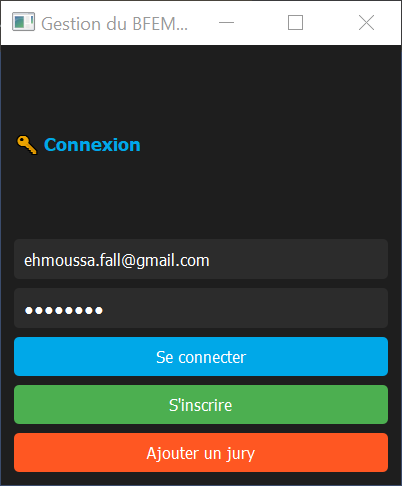 Gestion du BFEM...
Connexion
ehmoussa.fall@gmail.com
●●●●●●●●
Se connecter
S'inscrire
Ajouter un jury